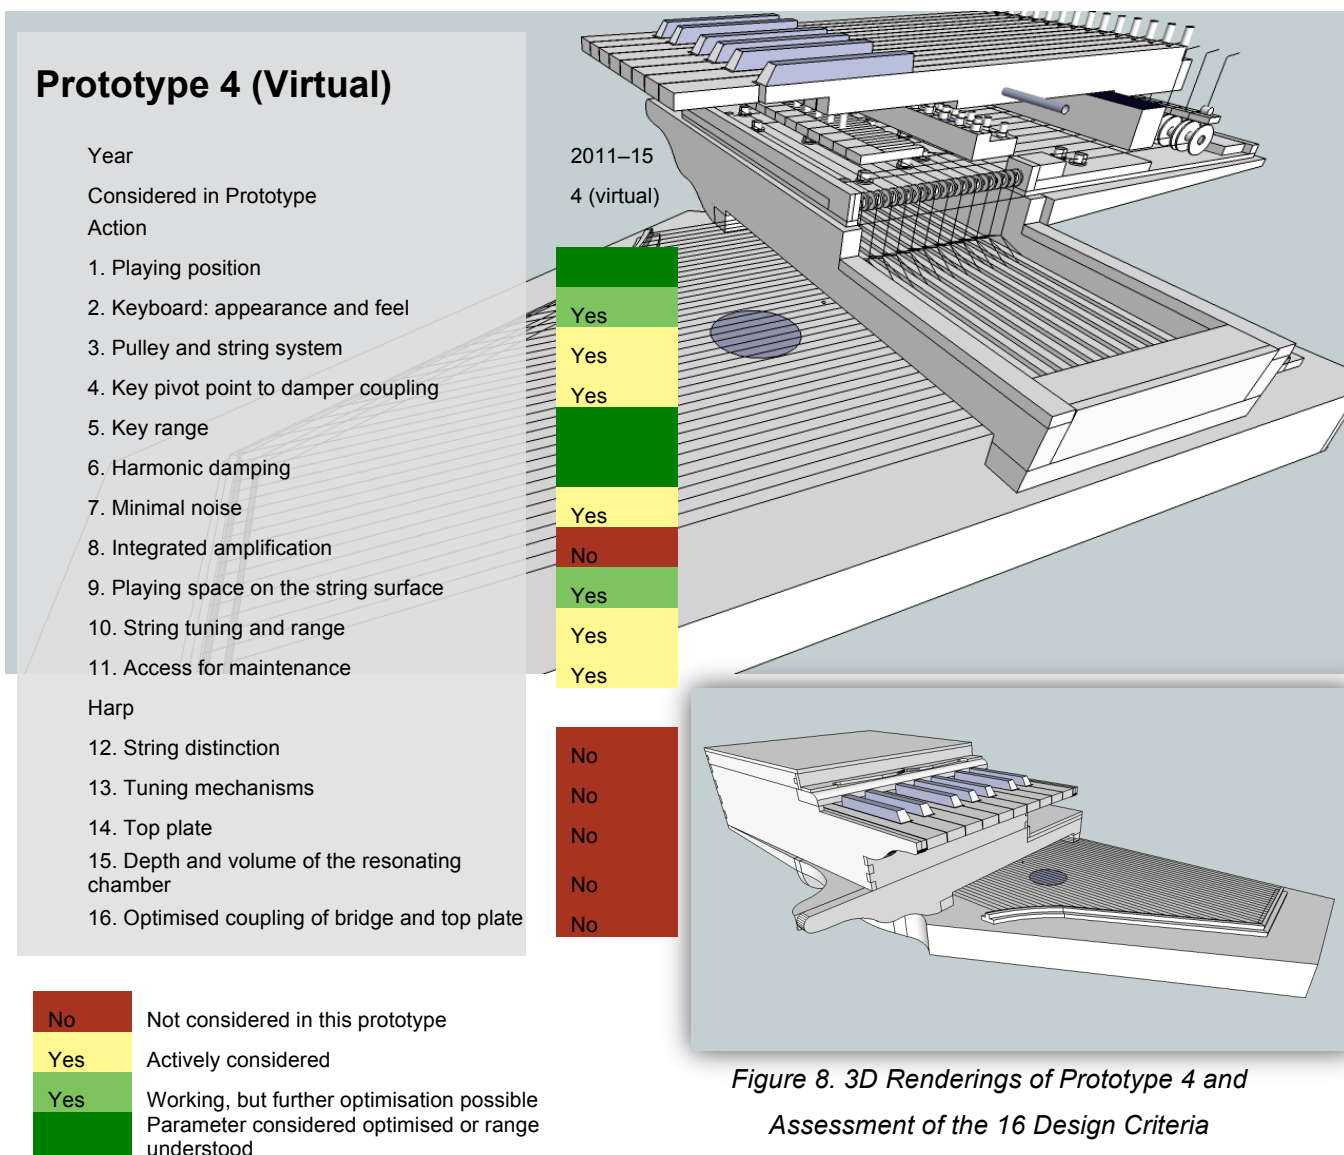 Prototype 4 (Virtual)
Year 2011–15
Considered in Prototype 4 (virtual)
Action
1. Playing position
2. Keyboard: appearance and feel Yes
3. Pulley and string system Yes
4. Key pivot point to damper coupling Yes
5. Key range
6. Harmonic damping
7. Minimal noise Yes
8. Integrated amplification No
9. Playing space on the string surface Yes
10. String tuning and range Yes
11. Access for maintenance Yes
Harp
12. String distinction No
13. Tuning mechanisms No
14. Top plate No
15. Depth and volume of the resonating
chamber No
16. Optimised coupling of bridge and top plate No
No Not considered in this prototype
Yes Actively considered
Yes Working, but further optimisation possible
Parameter considered optimised or range
understood
Figure 8. 3D Renderings of Prototype 4 and
Assessment of the 16 Design Criteria